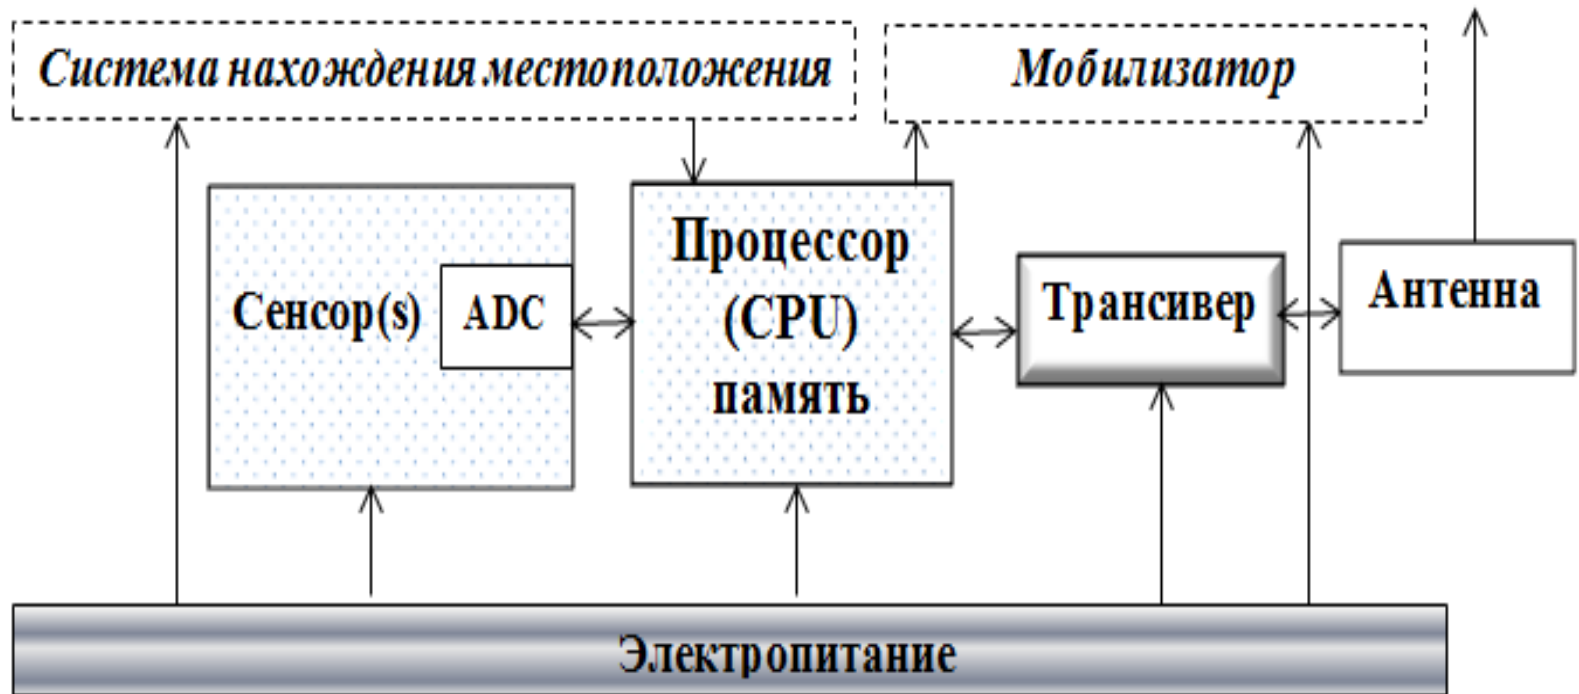 Система нахождения местоположения
Мобилизатор
Сенсор(s)
ADC
Процессор
(CPU)
память
Трансивер
Антенна
Электропитание